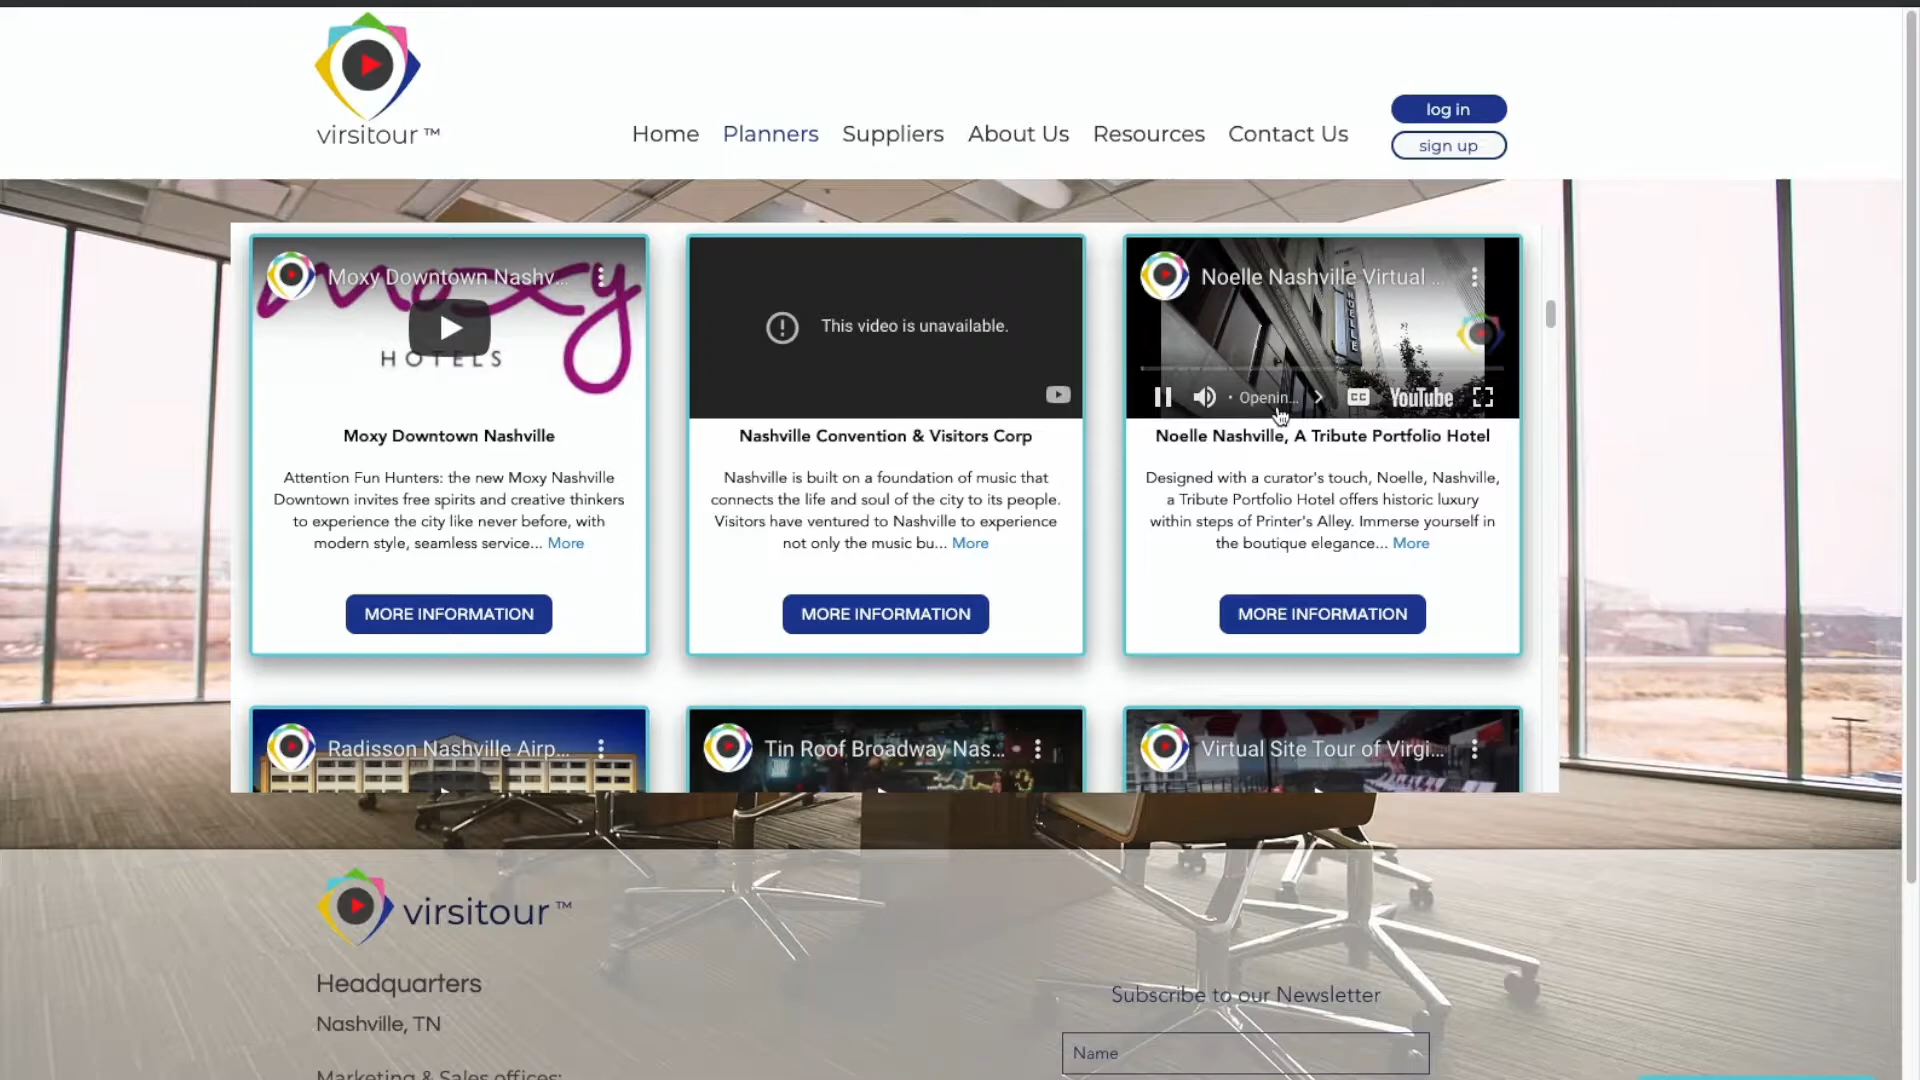 virsitour ™
Home
Planners
Suppliers
About Us
Resources
Contact Us
log in
sign up
Moxy Downtown Nashv...
moxy
HOTELS
Moxy Downtown Nashville
Attention Fun Hunters: the new Moxy Nashville
Downtown invites free spirits and creative thinkers
to experience the city like never before, with
modern style, seamless service... More
MORE INFORMATION
This video is unavailable.
Nashville Convention & Visitors Corp
Nashville is built on a foundation of music that
connects the life and soul of the city to its people.
Visitors have ventured to Nashville to experience
not only the music bu... More
MORE INFORMATION
Noelle Nashville Virtual ...
NOELLE
• Openin...
CC
YouTube
Noelle Nashville, A Tribute Portfolio Hotel
Designed with a curator's touch, Noelle, Nashville,
a Tribute Portfolio Hotel offers historic luxury
within steps of Printer's Alley. Immerse yourself in
the boutique elegance... More
MORE INFORMATION
Radisson Nashville Airp...
Tin Roof Broadway Nas...
Virtual Site Tour of Virgi...
virsitour ™
Headquarters
Nashville, TN
Marketing & Sales offices:
Subscribe to our Newsletter
Name